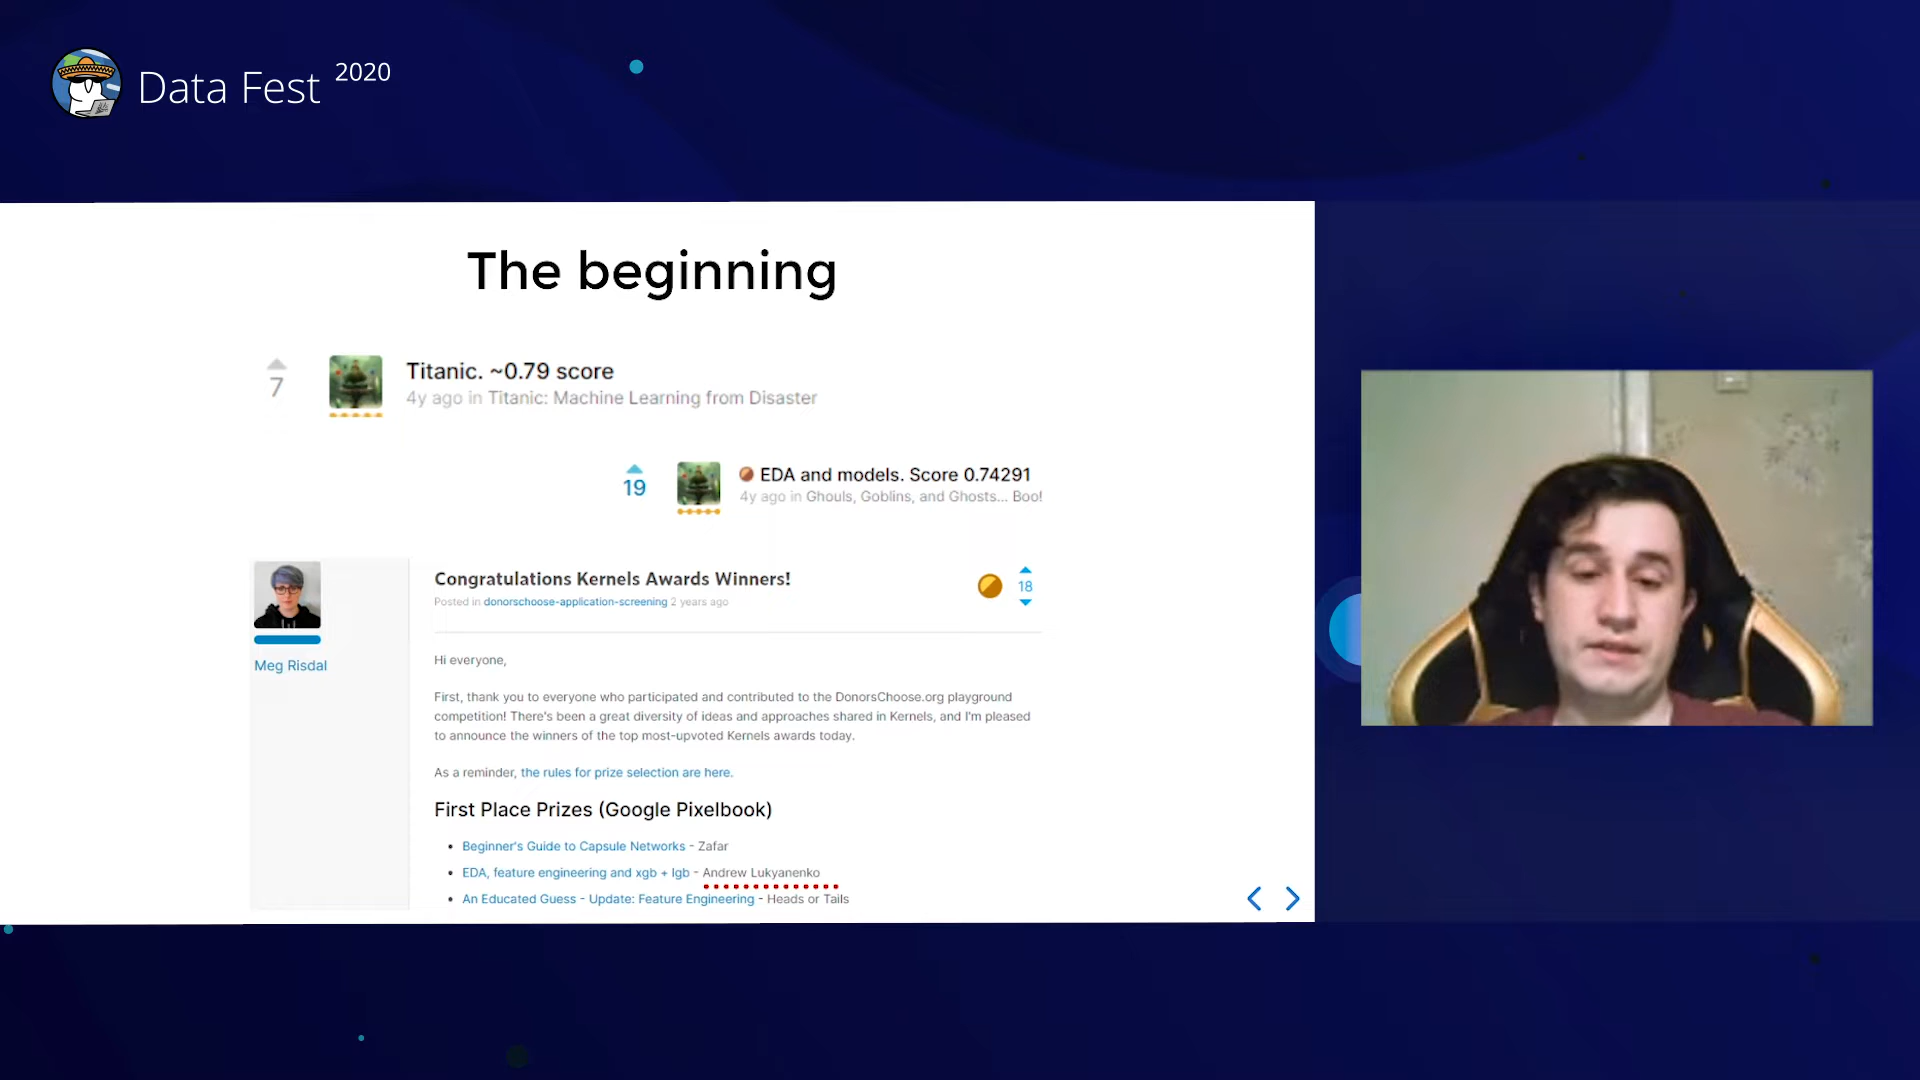 Data Fest 2020
The beginning
7
Titanic. ~0.79 score
4y ago in Titanic: Machine Learning from Disaster
19
EDA and models. Score 0.74291
4y ago in Ghouls, Goblins, and Ghosts... Boo!
Congratulations Kernels Awards Winners!
18
Posted in donorschoose-application-screening 2 years ago
Meg Risdal
Hi everyone,
First, thank you to everyone who participated and contributed to the DonorsChoose.org playground
competition! There's been a great diversity of ideas and approaches shared in Kernels, and I'm pleased
to announce the winners of the top most-upvoted Kernels awards today.
As a reminder, the rules for prize selection are here.
First Place Prizes (Google Pixelbook)
• Beginner's Guide to Capsule Networks - Zafar
• EDA, feature engineering and xgb + lgb - Andrew Lukyanenko
• An Educated Guess - Update: Feature Engineering - Heads or Tails